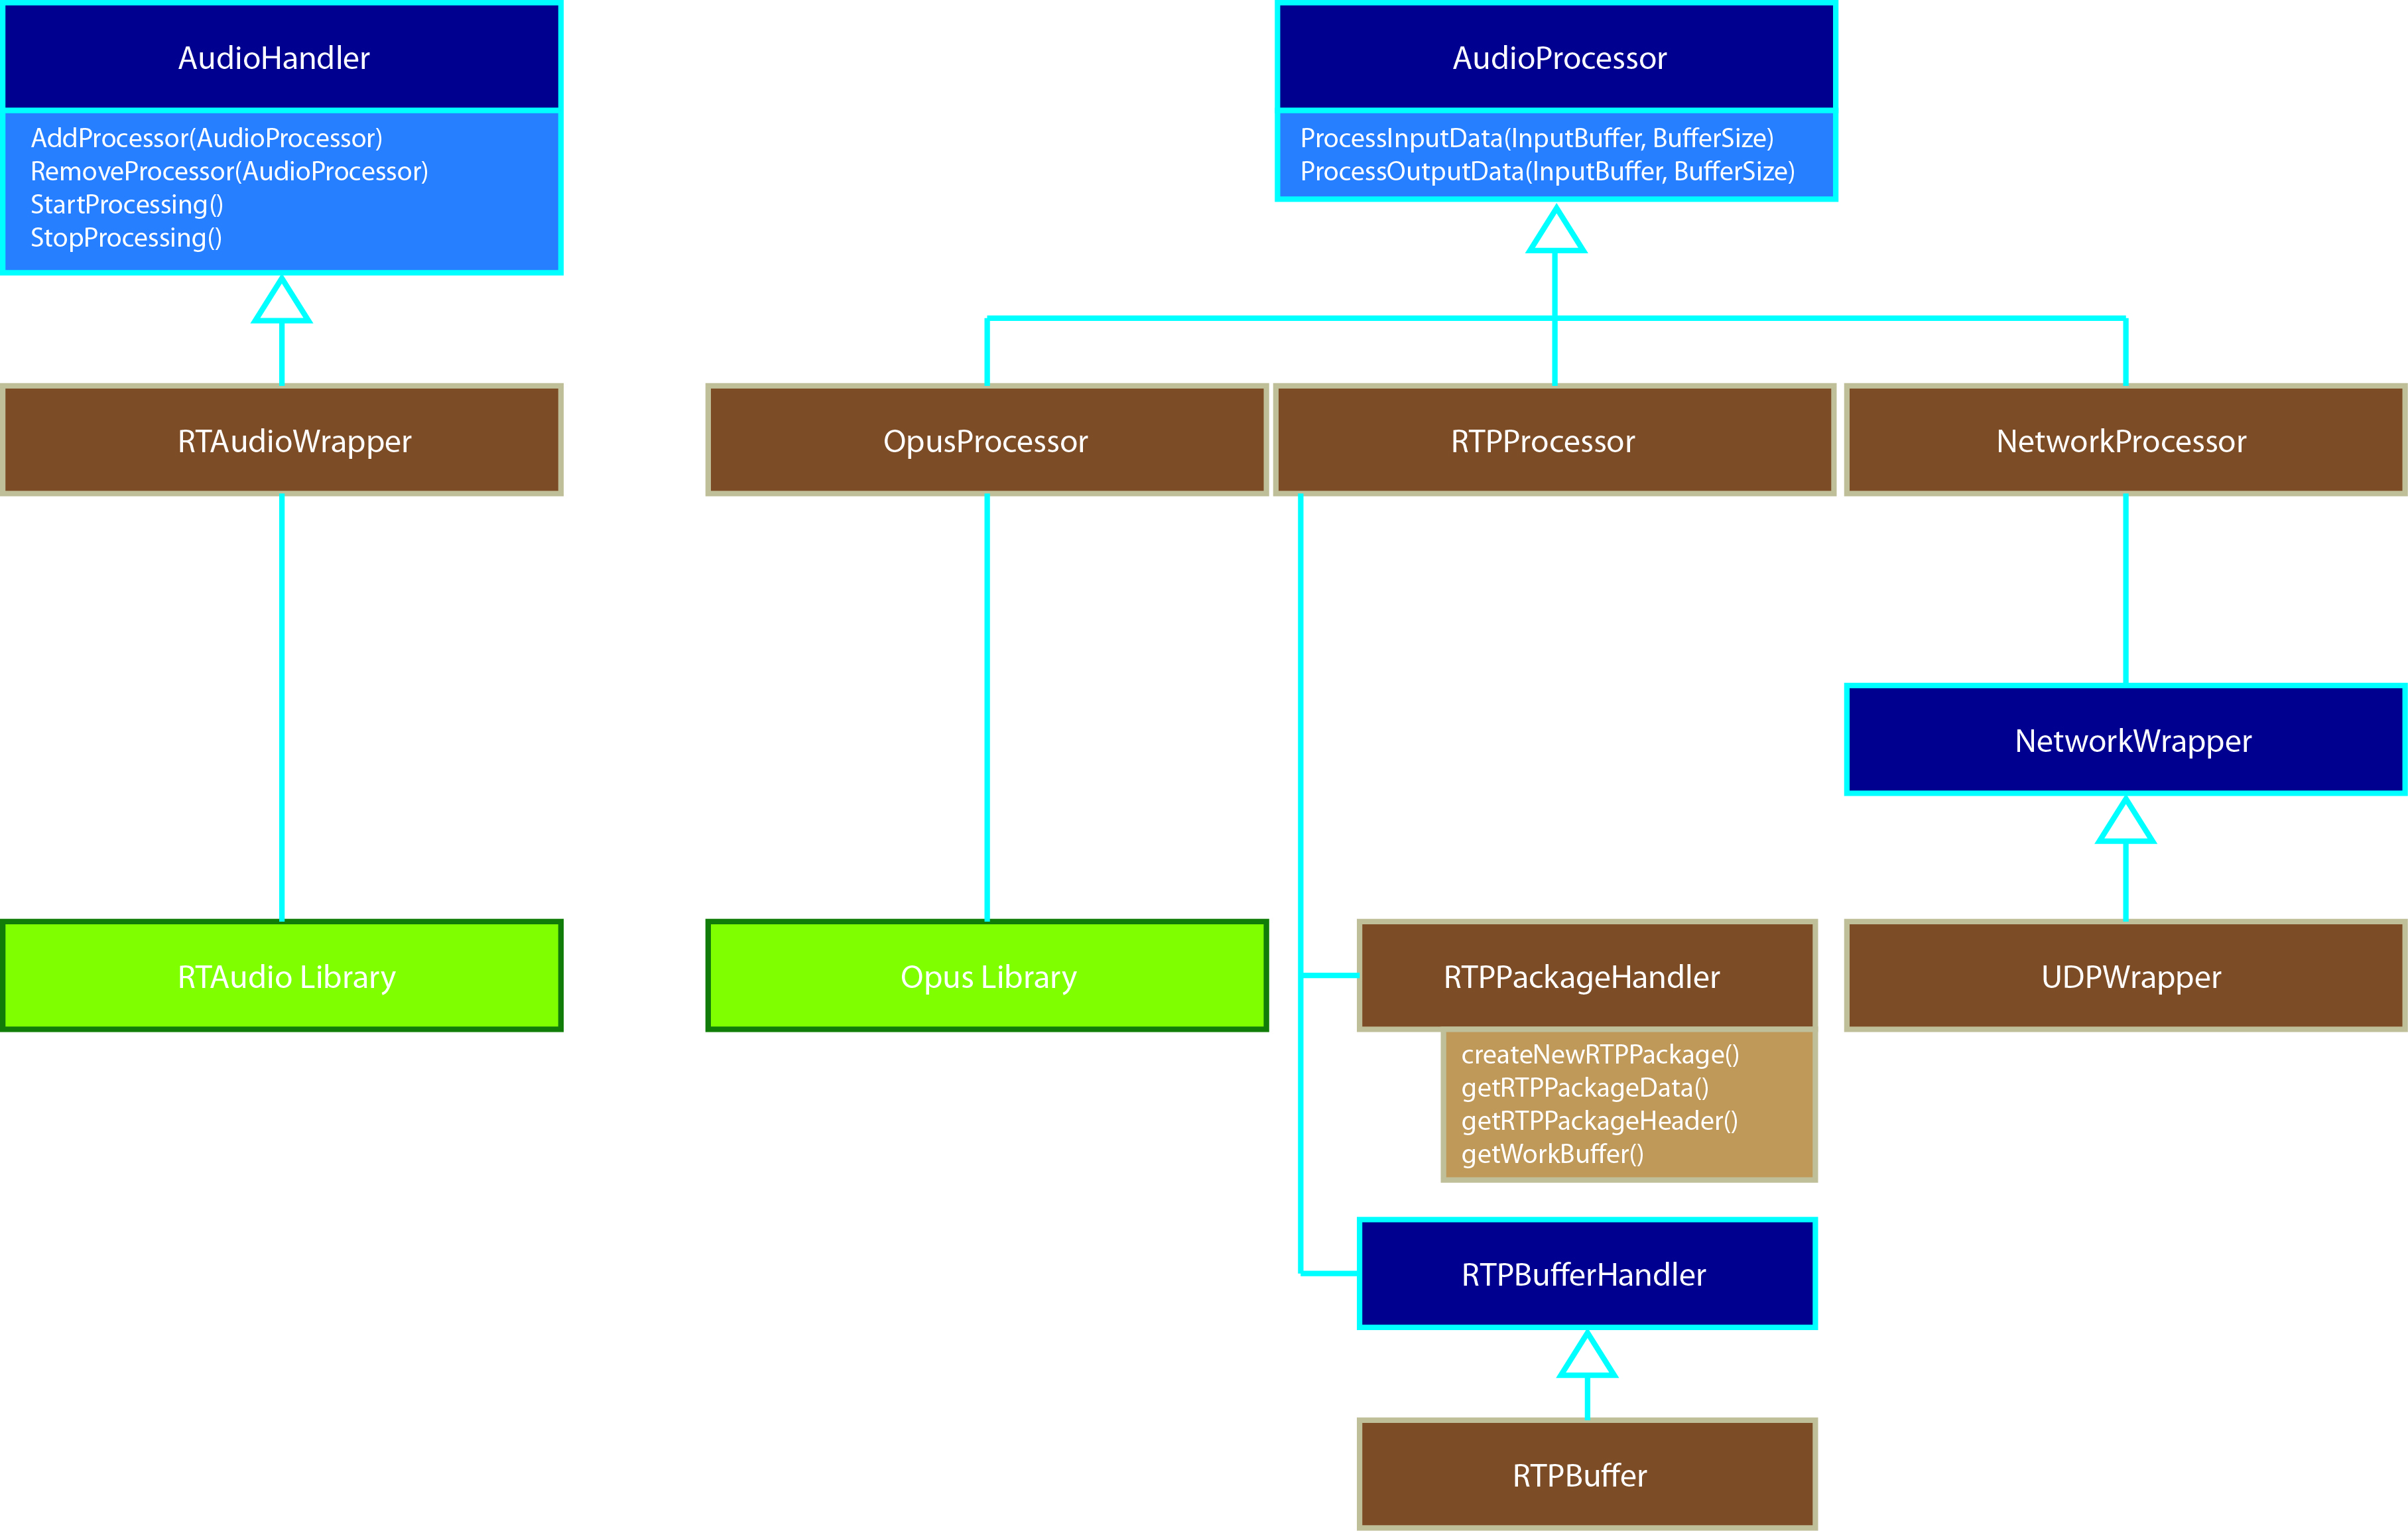 AudioHandler
AddProcessor(AudioProcessor)
RemoveProcessor(AudioProcessor)
StartProcessing()
StopProcessing()
AudioProcessor
ProcessInputData(InputBuffer, BufferSize)
ProcessOutputData(InputBuffer, BufferSize)
RTAudioWrapper
OpusProcessor
RTPProcessor
NetworkProcessor
NetworkWrapper
RTAudio Library
Opus Library
RTPPackageHandler
createNewRTPPackage()
getRTPPackageData()
getRTPPackageHeader()
getWorkBuffer()
UDPWrapper
RTPBufferHandler
RTPBuffer